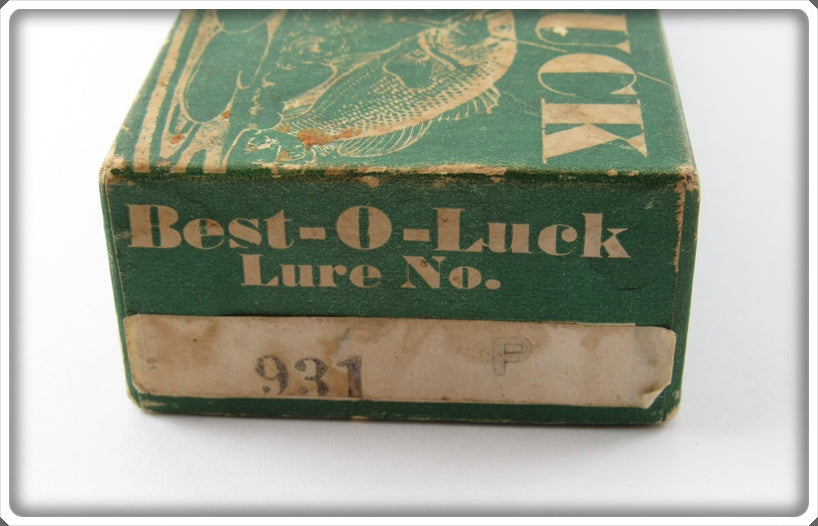 UCK
Best-O-Luck
Lure No.
931 P